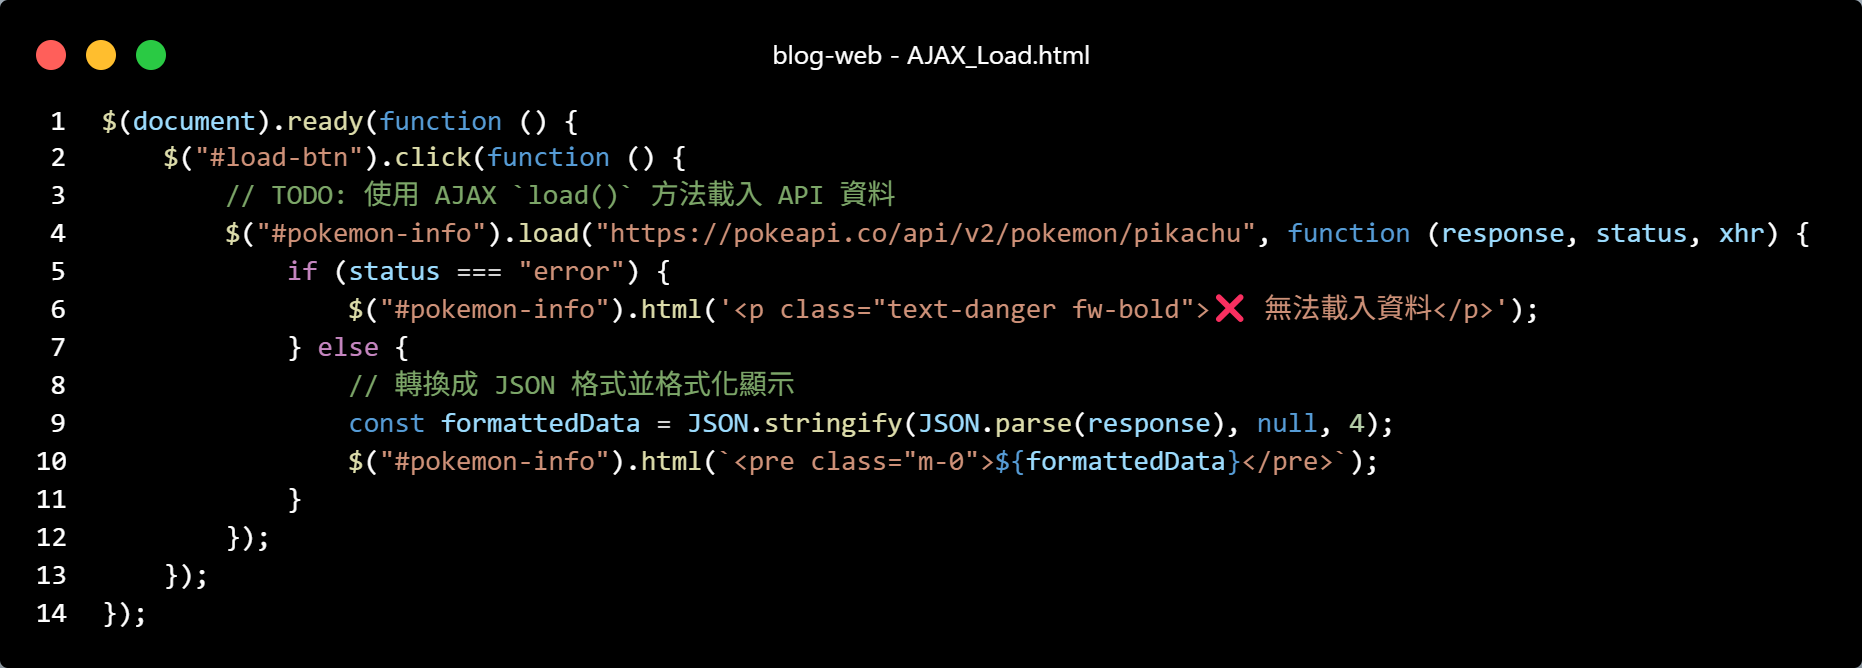 blog-web - AJAX_Load.html
1 $(document).ready(function () {
2     $("#load-btn").click(function () {
3         // TODO: 使用 AJAX `load()` 方法載入 API 資料
4         $("#pokemon-info").load("https://pokeapi.co/api/v2/pokemon/pikachu", function (response, status, xhr) {
5             if (status === "error") {
6                 $("#pokemon-info").html('<p class="text-danger fw-bold">❌ 無法載入資料</p>');
7             } else {
8                 // 轉換成 JSON 格式並格式化顯示
9                 const formattedData = JSON.stringify(JSON.parse(response), null, 4);
10                 $("#pokemon-info").html(`<pre class="m-0">${formattedData}</pre>`);
11             }
12         });
13     });
14 });